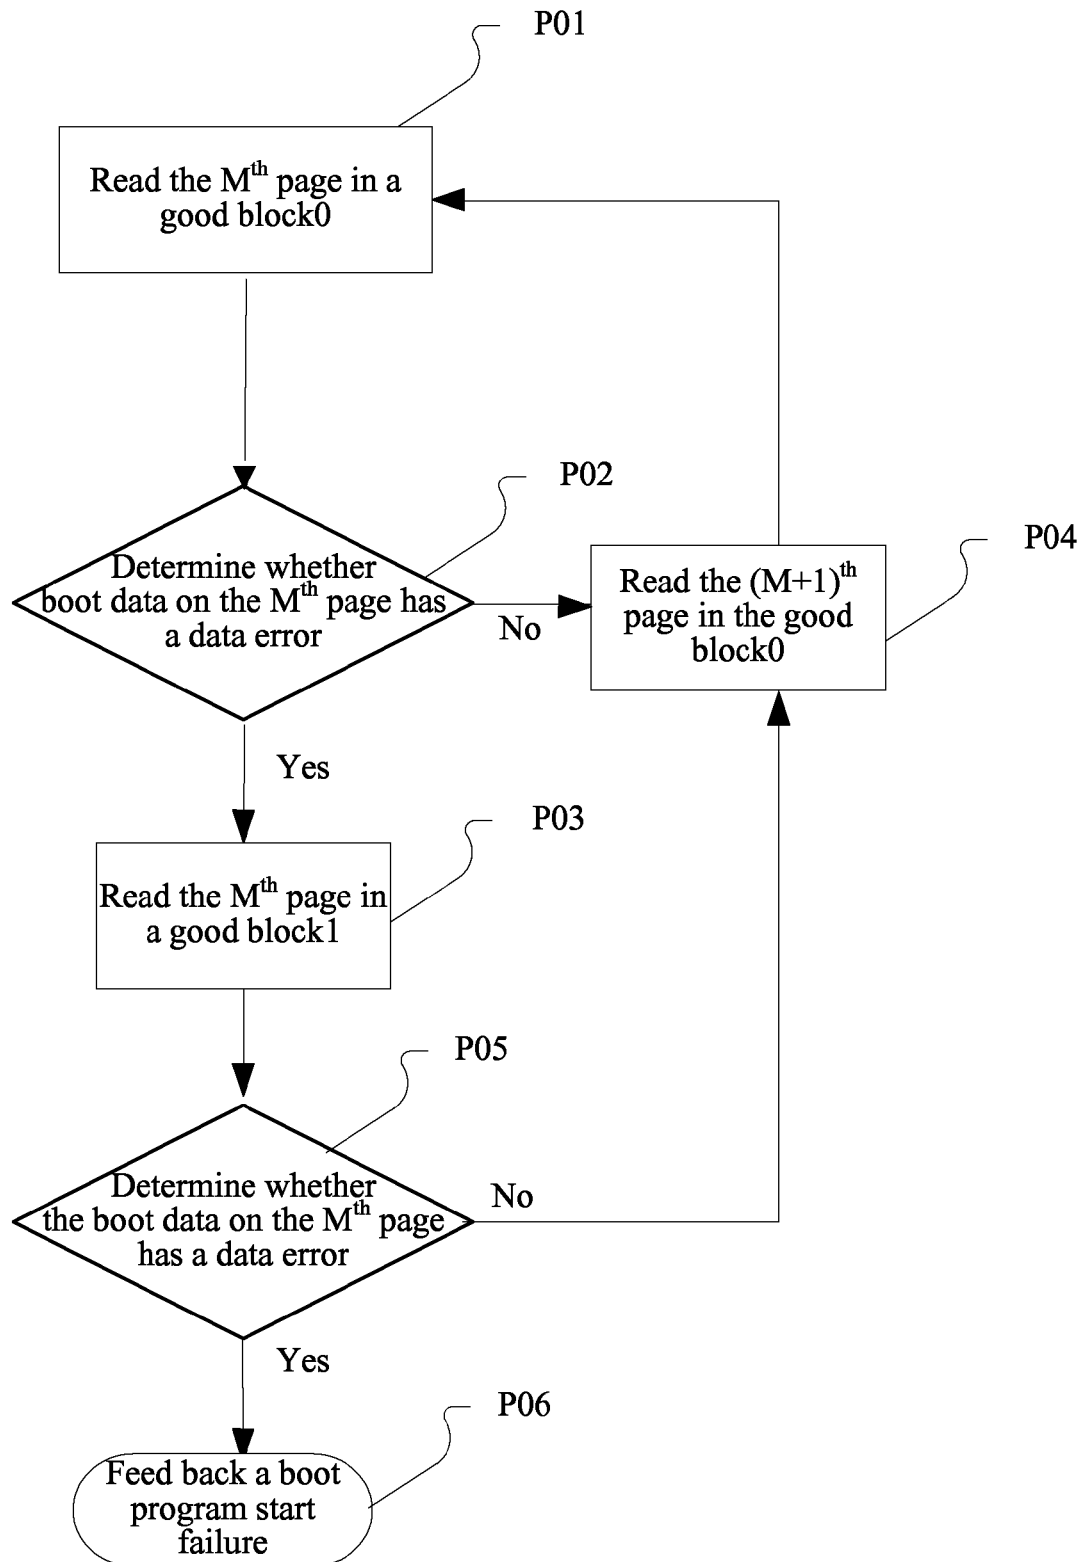 P01
Read the Mth page in a
good block0
P02
Determine whether
boot data on the Mth page has
a data error
No
P04
Read the (M+1)th
page in the good
block0
Yes
P03
Read the Mth page in
a good block1
P05
Determine whether
the boot data on the Mth page
has a data error
No
Yes
P06
Feed back a boot
program start
failure